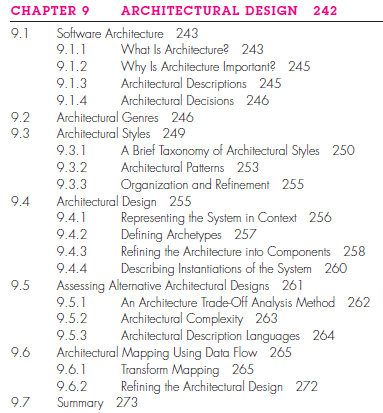 CHAPTER 9 ARCHITECTURAL DESIGN 242
9.1 Software Architecture 243
9.1.1 What Is Architecture? 243
9.1.2 Why Is Architecture Important? 245
9.1.3 Architectural Descriptions 245
9.1.4 Architectural Decisions 246
9.2 Architectural Genres 246
9.3 Architectural Styles 249
9.3.1 A Brief Taxonomy of Architectural Styles 250
9.3.2 Architectural Patterns 253
9.3.3 Organization and Refinement 255
9.4 Architectural Design 255
9.4.1 Representing the System in Context 256
9.4.2 Defining Archetypes 257
9.4.3 Refining the Architecture into Components 258
9.4.4 Describing Instantiations of the System 260
9.5 Assessing Alternative Architectural Designs 261
9.5.1 An Architecture Trade-Off Analysis Method 262
9.5.2 Architectural Complexity 263
9.5.3 Architectural Description Languages 264
9.6 Architectural Mapping Using Data Flow 265
9.6.1 Transform Mapping 265
9.6.2 Refining the Architectural Design 272
9.7 Summary 273